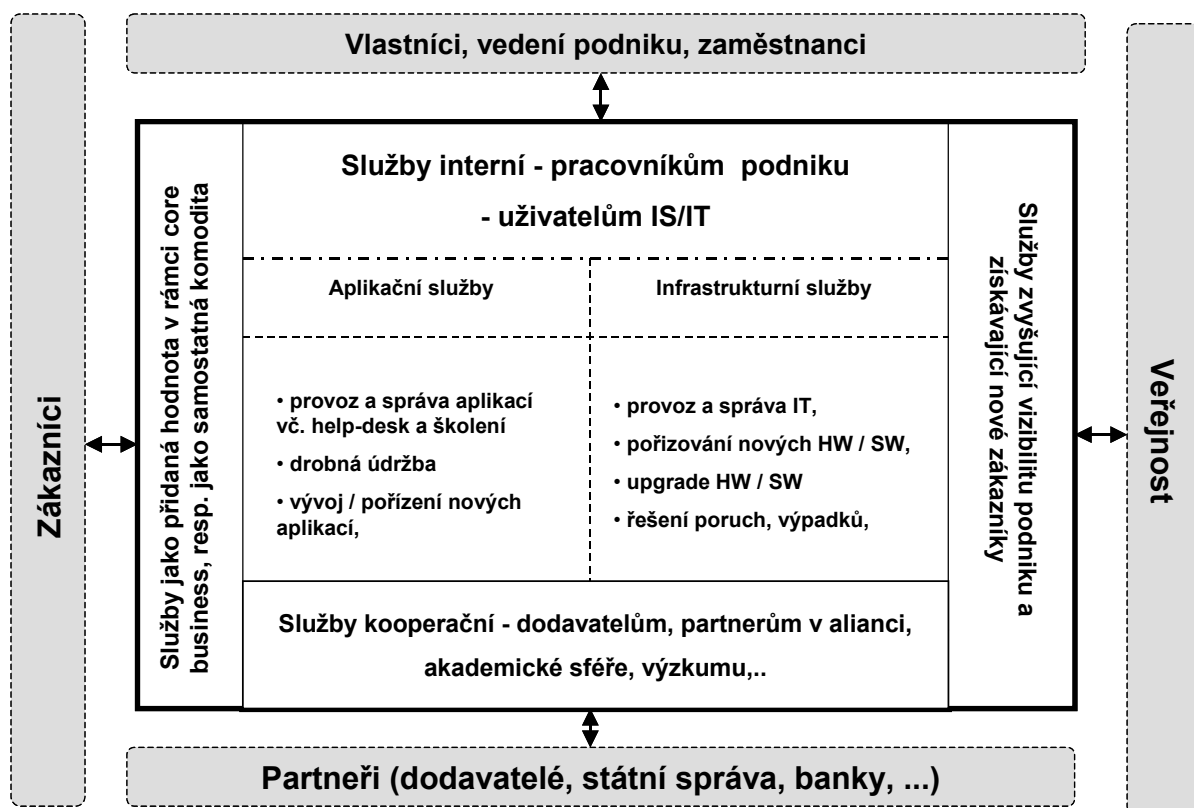 Vlastníci, vedení podniku, zaměstnanci
Zákazníci
Služby jako přidaná hodnota v rámci core
business, resp. jako samostatná komodita
Služby interní - pracovníkům podniku
- uživatelům IS/IT
Aplikační služby
Infrastrukturní služby
• provoz a správa aplikací
vč. help-desk a školení
• drobná údržba
• vývoj / pořízení nových
aplikací,
• provoz a správa IT,
• pořizování nových HW / SW,
• upgrade HW / SW
• řešení poruch, výpadků,
Služby kooperační - dodavatelům, partnerům v alianci,
akademické sféře, výzkumu,..
Služby zvyšující vizibilitu podniku a
získávající nové zákazníky
Veřejnost
Partneři (dodavatelé, státní správa, banky, ...)